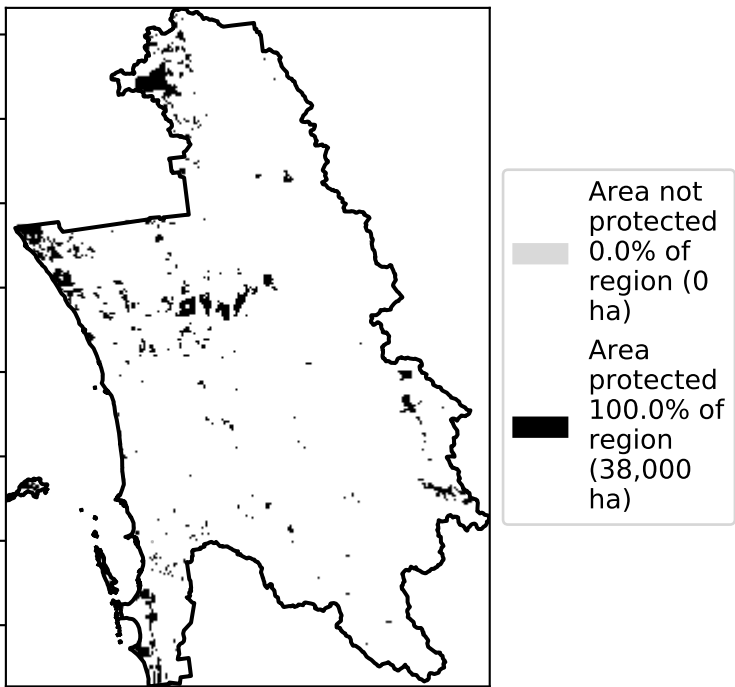 Area not
protected
0.0% of
region (0
ha)
Area
protected
100.0% of
region
(38,000
ha)